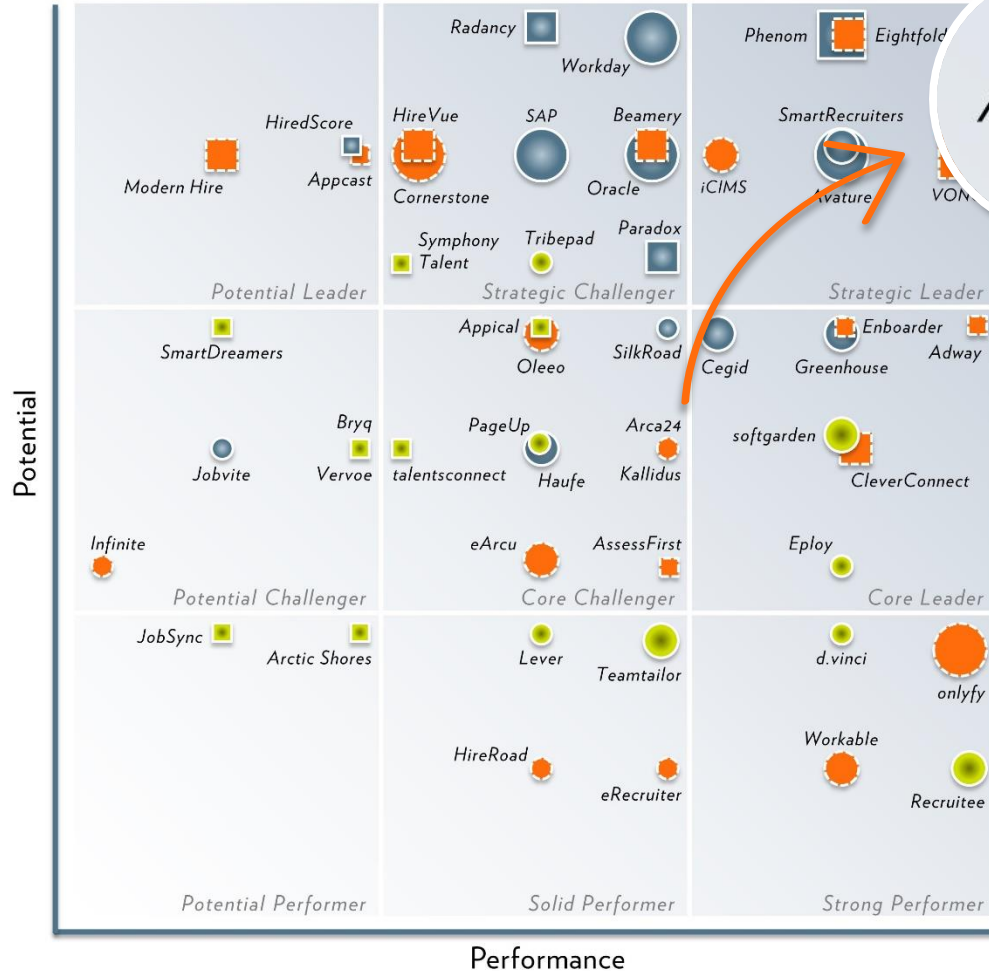 Radancy
Workday
Phenom
Eightfold
HiredScore
Modern Hire
Appcast
HireVue
Cornerstone
SAP
Beamery
Oracle
SmartRecruiters
iCIMS
Avature
Symphony
Talent
Tribepad
Paradox
Potential Leader
Strategic Challenger
Strategic Leader
SmartDreamers
Appical
Oleeo
SilkRoad
Cegid
Greenhouse
Enboarder
Adway
Bryq
Jobvite
Vervoe
talentsconnect
PageUp
Haufe
Arca24
Kallidus
softgarden
CleverConnect
Infinite
eArcu
AssessFirst
Eploy
Potential Challenger
Core Challenger
Core Leader
JobSync
Arctic Shores
Lever
Teamtailor
d.vinci
onlyfy
HireRoad
eRecruiter
Workable
Recruitee
Potential Performer
Solid Performer
Strong Performer
Potential
Performance